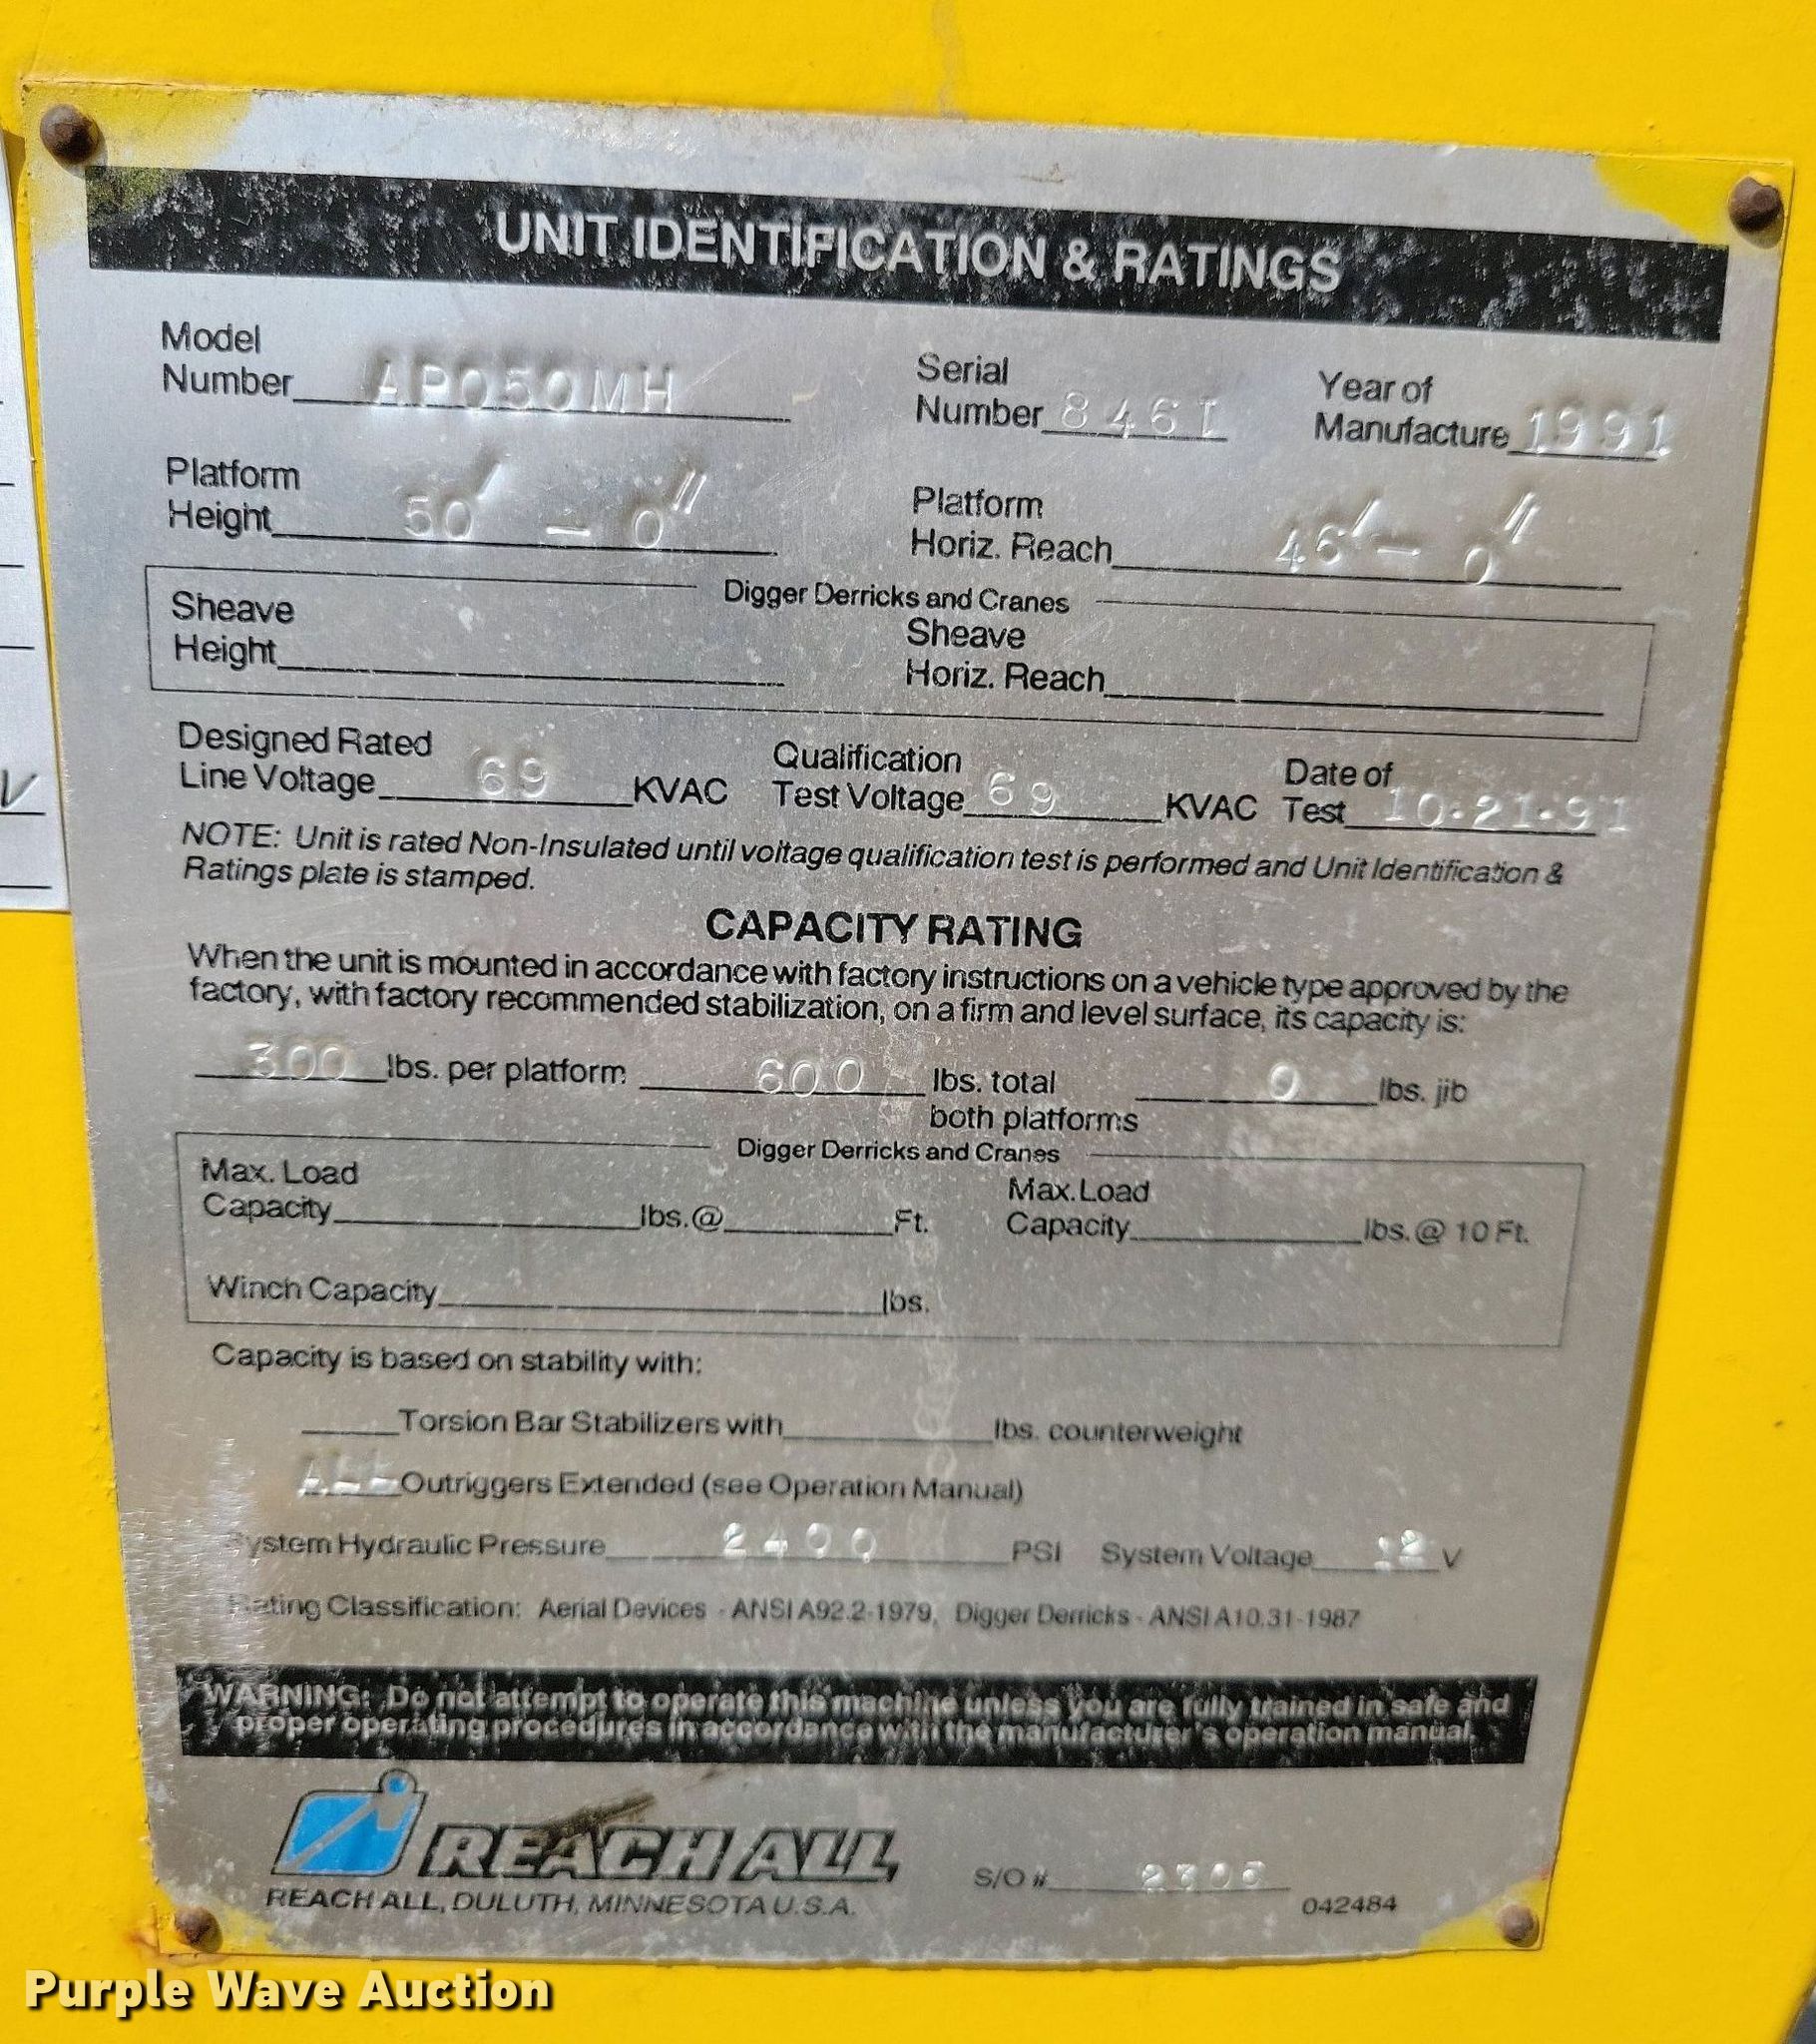 UNIT IDENTIFICATION & RATINGS
Model Number AP050MH Serial Number 8461 Year of Manufacture 1991
Platform Height 50' - 0" Platform Horiz. Reach 46' - 0"
Digger Derricks and Cranes
Sheave Height Sheave Horiz. Reach
Designed Rated Line Voltage 69 KVAC Qualification Test Voltage 69 KVAC Date of Test 10-21-91
NOTE: Unit is rated Non-Insulated until voltage qualification test is performed and Unit Identification &
Ratings plate is stamped.
CAPACITY RATING
When the unit is mounted in accordance with factory instructions on a vehicle type approved by the
factory, with factory recommended stabilization, on a firm and level surface, its capacity is:
300 lbs. per platform 600 lbs. total both platforms 0 lbs. jib
Digger Derricks and Cranes
Max. Load Capacity lbs.@ Ft. Max. Load Capacity lbs.@ 10 Ft.
Winch Capacity lbs.
Capacity is based on stability with:
Torsion Bar Stabilizers with lbs. counterweight
ALL Outriggers Extended (see Operation Manual)
System Hydraulic Pressure 2400 PSI System Voltage 12 V
Rating Classification: Aerial Devices - ANSI A92.2-1979, Digger Derricks - ANSI A10.31-1987
WARNING: Do not attempt to operate this machine unless you are fully trained in safe and
proper operating procedures in accordance with the manufacturer's operation manual.
REACH ALL
REACH ALL, DULUTH, MINNESOTA U.S.A.
S/O #
042484
Purple Wave Auction